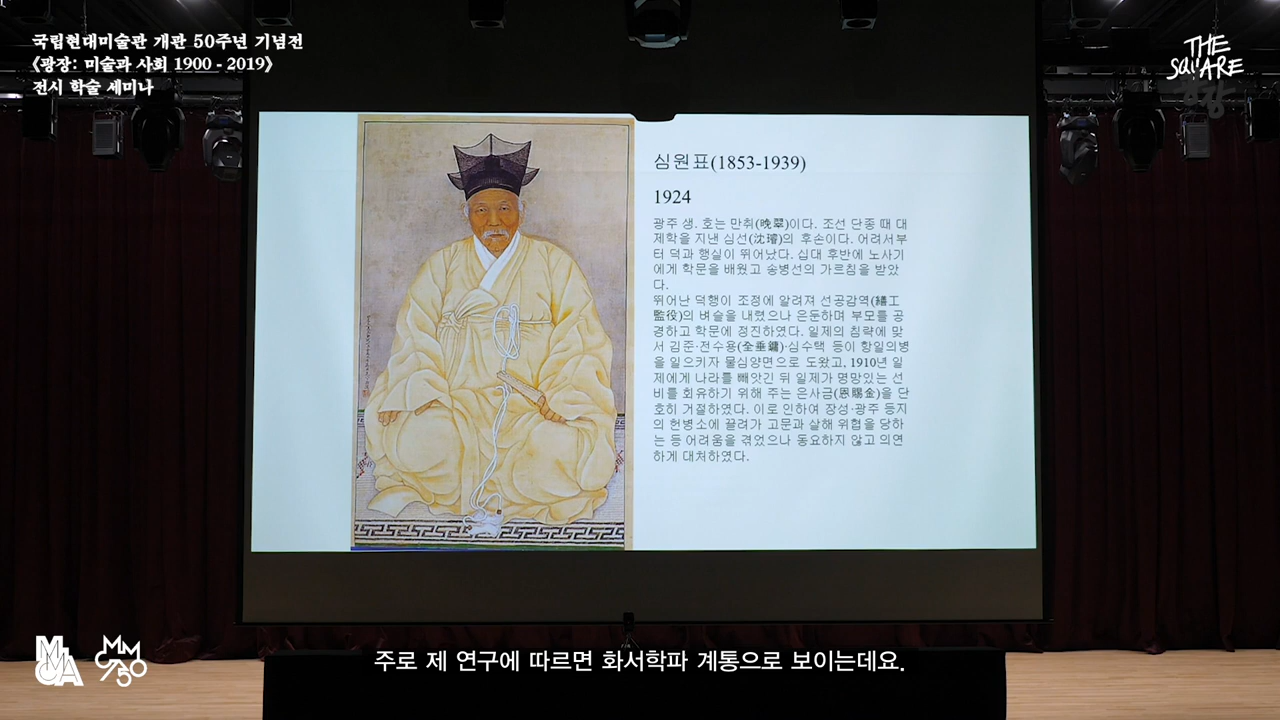 국립현대미술관 개관 50주년 기념전
《광장: 미술과 사회 1900 - 2019》
전시 학술 세미나
THE
SQUARE
광장
심원표(1853-1939)
1924
광주 생. 호는 만취(晩翠)이다. 조선 단종 때 대
제학을 지낸 심선(沈璿)의 후손이다. 어려서부
터 덕과 행실이 뛰어났다. 십대 후반에 노사기
에게 학문을 배웠고 송병선의 가르침을 받았
다.
뛰어난 덕행이 조정에 알려져 선공감역(繕工
監役)의 벼슬을 내렸으나 은둔하며 부모를 공
경하고 학문에 정진하였다. 일제의 침략에 맞
서 김준·전수용(全垂鏞)·심수택 등이 항일의병
을 일으키자 물심양면으로 도왔고, 1910년 일
제에게 나라를 빼앗긴 뒤 일제가 명망있는 선
비를 회유하기 위해 주는 은사금(恩賜金)을 단
호히 거절하였다. 이로 인하여 장성·광주 등지
의 헌병소에 끌려가 고문과 살해 위협을 당하
는 등 어려움을 겪었으나 동요하지 않고 의연
하게 대처하였다.
주로 제 연구에 따르면 화서학파 계통으로 보이는데요.
MMCA
MMCA 50